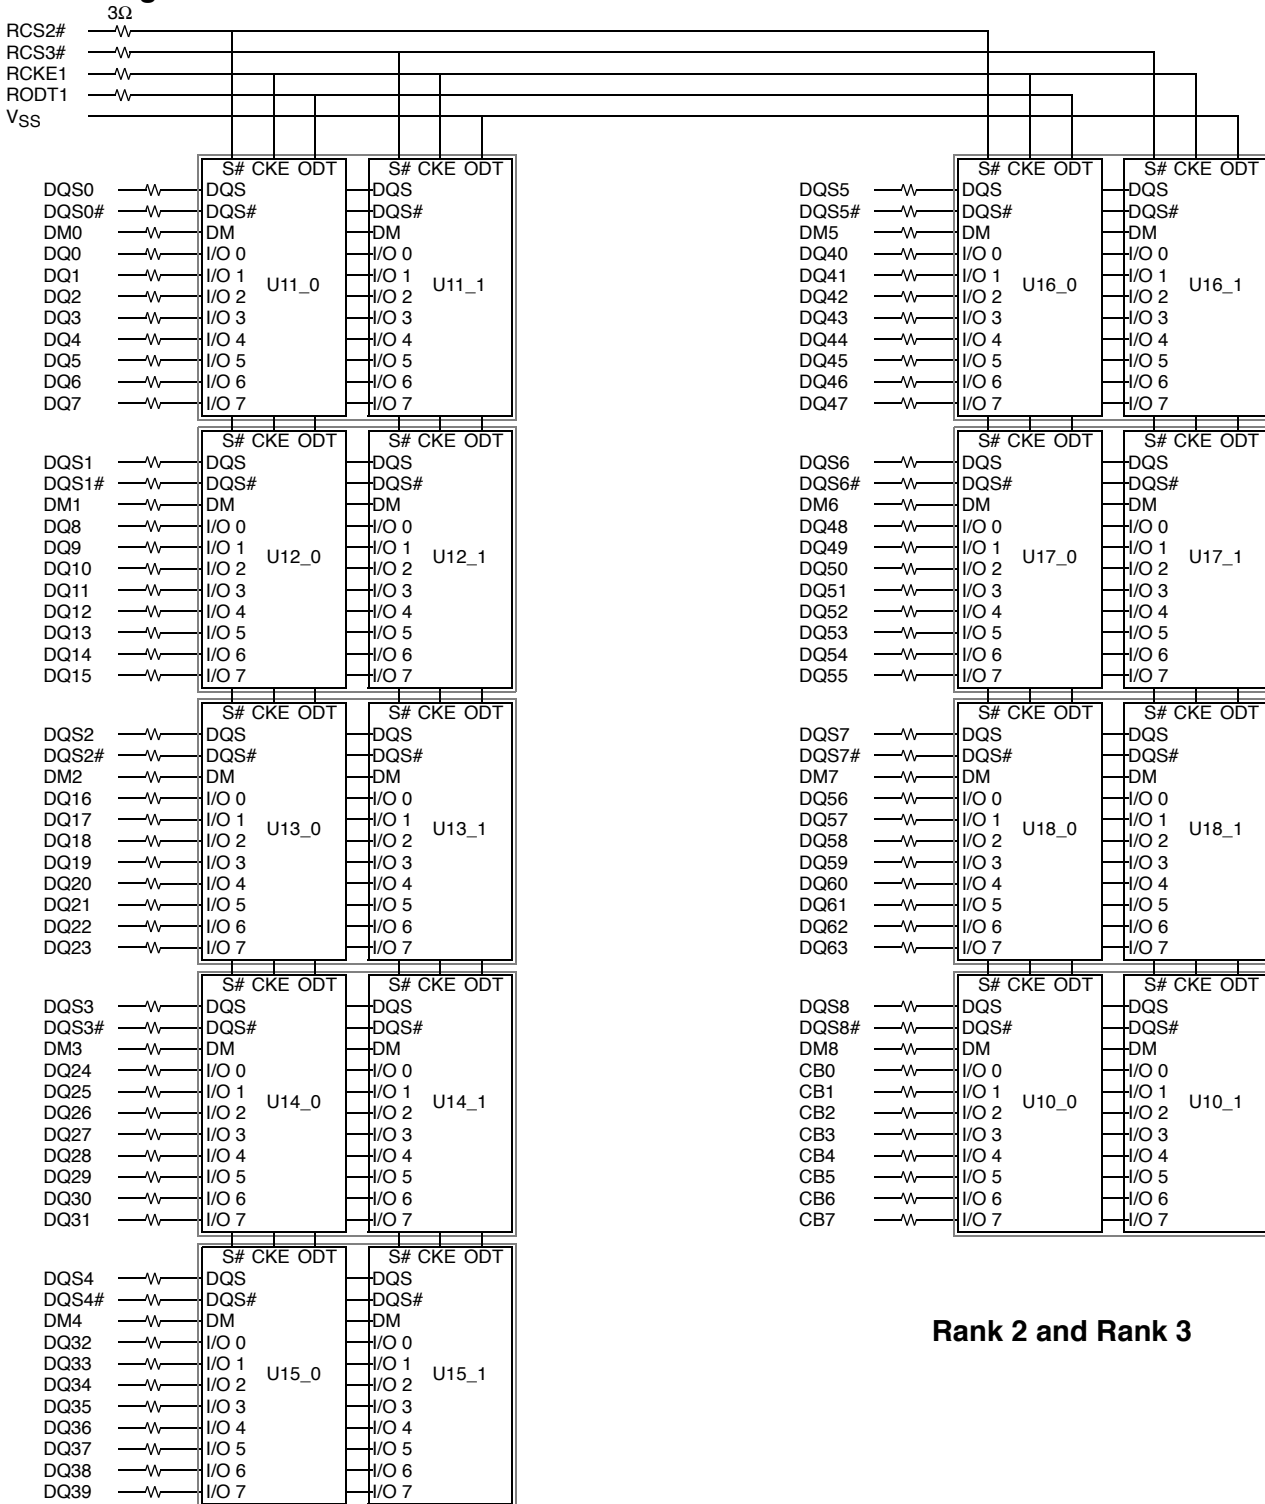 3Ω
RCS2#
RCS3#
RCKE1
RODT1
VSS
S# CKE ODT S# CKE ODT
DQS0 DQS DQS
DQS0# DQS# DQS#
DM0 DM DM
DQ0 I/O 0 I/O 0
DQ1 I/O 1 I/O 1
U11_0 U11_1
DQ2 I/O 2 I/O 2
DQ3 I/O 3 I/O 3
DQ4 I/O 4 I/O 4
DQ5 I/O 5 I/O 5
DQ6 I/O 6 I/O 6
DQ7 I/O 7 I/O 7
S# CKE ODT S# CKE ODT
DQS1 DQS DQS
DQS1# DQS# DQS#
DM1 DM DM
DQ8 I/O 0 I/O 0
DQ9 I/O 1 I/O 1
U12_0 U12_1
DQ10 I/O 2 I/O 2
DQ11 I/O 3 I/O 3
DQ12 I/O 4 I/O 4
DQ13 I/O 5 I/O 5
DQ14 I/O 6 I/O 6
DQ15 I/O 7 I/O 7
S# CKE ODT S# CKE ODT
DQS2 DQS DQS
DQS2# DQS# DQS#
DM2 DM DM
DQ16 I/O 0 I/O 0
DQ17 I/O 1 I/O 1
U13_0 U13_1
DQ18 I/O 2 I/O 2
DQ19 I/O 3 I/O 3
DQ20 I/O 4 I/O 4
DQ21 I/O 5 I/O 5
DQ22 I/O 6 I/O 6
DQ23 I/O 7 I/O 7
S# CKE ODT S# CKE ODT
DQS3 DQS DQS
DQS3# DQS# DQS#
DM3 DM DM
DQ24 I/O 0 I/O 0
DQ25 I/O 1 I/O 1
U14_0 U14_1
DQ26 I/O 2 I/O 2
DQ27 I/O 3 I/O 3
DQ28 I/O 4 I/O 4
DQ29 I/O 5 I/O 5
DQ30 I/O 6 I/O 6
DQ31 I/O 7 I/O 7
S# CKE ODT S# CKE ODT
DQS4 DQS DQS
DQS4# DQS# DQS#
DM4 DM DM
DQ32 I/O 0 I/O 0
DQ33 I/O 1 I/O 1
U15_0 U15_1
DQ34 I/O 2 I/O 2
DQ35 I/O 3 I/O 3
DQ36 I/O 4 I/O 4
DQ37 I/O 5 I/O 5
DQ38 I/O 6 I/O 6
DQ39 I/O 7 I/O 7
S# CKE ODT S# CKE ODT
DQS5 DQS DQS
DQS5# DQS# DQS#
DM5 DM DM
DQ40 I/O 0 I/O 0
DQ41 I/O 1 I/O 1
U16_0 U16_1
DQ42 I/O 2 I/O 2
DQ43 I/O 3 I/O 3
DQ44 I/O 4 I/O 4
DQ45 I/O 5 I/O 5
DQ46 I/O 6 I/O 6
DQ47 I/O 7 I/O 7
S# CKE ODT S# CKE ODT
DQS6 DQS DQS
DQS6# DQS# DQS#
DM6 DM DM
DQ48 I/O 0 I/O 0
DQ49 I/O 1 I/O 1
U17_0 U17_1
DQ50 I/O 2 I/O 2
DQ51 I/O 3 I/O 3
DQ52 I/O 4 I/O 4
DQ53 I/O 5 I/O 5
DQ54 I/O 6 I/O 6
DQ55 I/O 7 I/O 7
S# CKE ODT S# CKE ODT
DQS7 DQS DQS
DQS7# DQS# DQS#
DM7 DM DM
DQ56 I/O 0 I/O 0
DQ57 I/O 1 I/O 1
U18_0 U18_1
DQ58 I/O 2 I/O 2
DQ59 I/O 3 I/O 3
DQ60 I/O 4 I/O 4
DQ61 I/O 5 I/O 5
DQ62 I/O 6 I/O 6
DQ63 I/O 7 I/O 7
S# CKE ODT S# CKE ODT
DQS8 DQS DQS
DQS8# DQS# DQS#
DM8 DM DM
CB0 I/O 0 I/O 0
CB1 I/O 1 I/O 1
U10_0 U10_1
CB2 I/O 2 I/O 2
CB3 I/O 3 I/O 3
CB4 I/O 4 I/O 4
CB5 I/O 5 I/O 5
CB6 I/O 6 I/O 6
CB7 I/O 7 I/O 7
Rank 2 and Rank 3